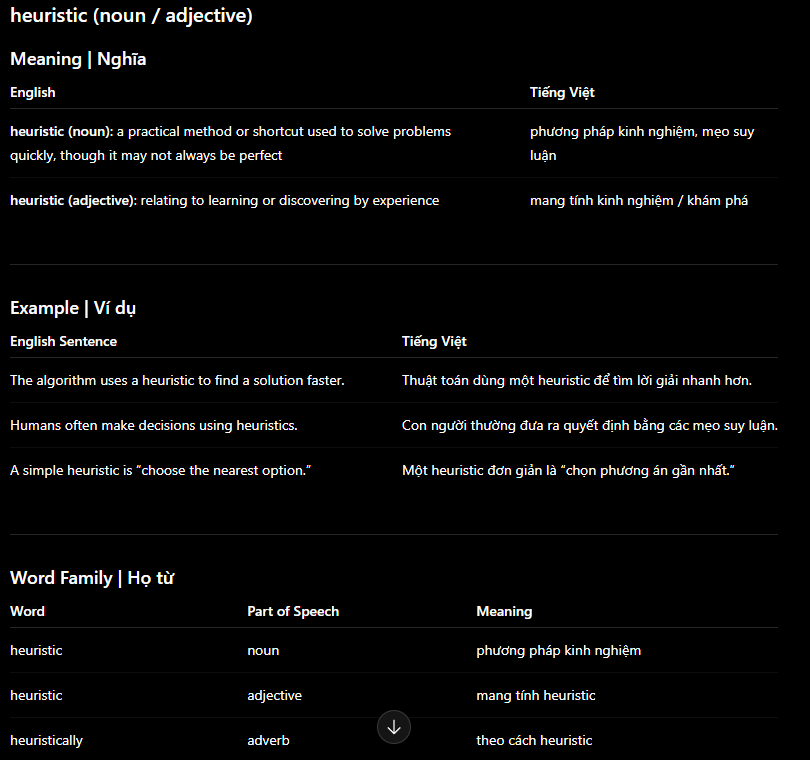 heuristic (noun / adjective)
Meaning | Nghĩa
English Tiếng Việt
heuristic (noun): a practical method or shortcut used to solve problems phương pháp kinh nghiệm, mẹo suy
quickly, though it may not always be perfect luận
heuristic (adjective): relating to learning or discovering by experience mang tính kinh nghiệm / khám phá
Example | Ví dụ
English Sentence Tiếng Việt
The algorithm uses a heuristic to find a solution faster. Thuật toán dùng một heuristic để tìm lời giải nhanh hơn.
Humans often make decisions using heuristics. Con người thường đưa ra quyết định bằng các mẹo suy luận.
A simple heuristic is “choose the nearest option.” Một heuristic đơn giản là “chọn phương án gần nhất.”
Word Family | Họ từ
Word Part of Speech Meaning
heuristic noun phương pháp kinh nghiệm
heuristic adjective mang tính heuristic
heuristically adverb theo cách heuristic